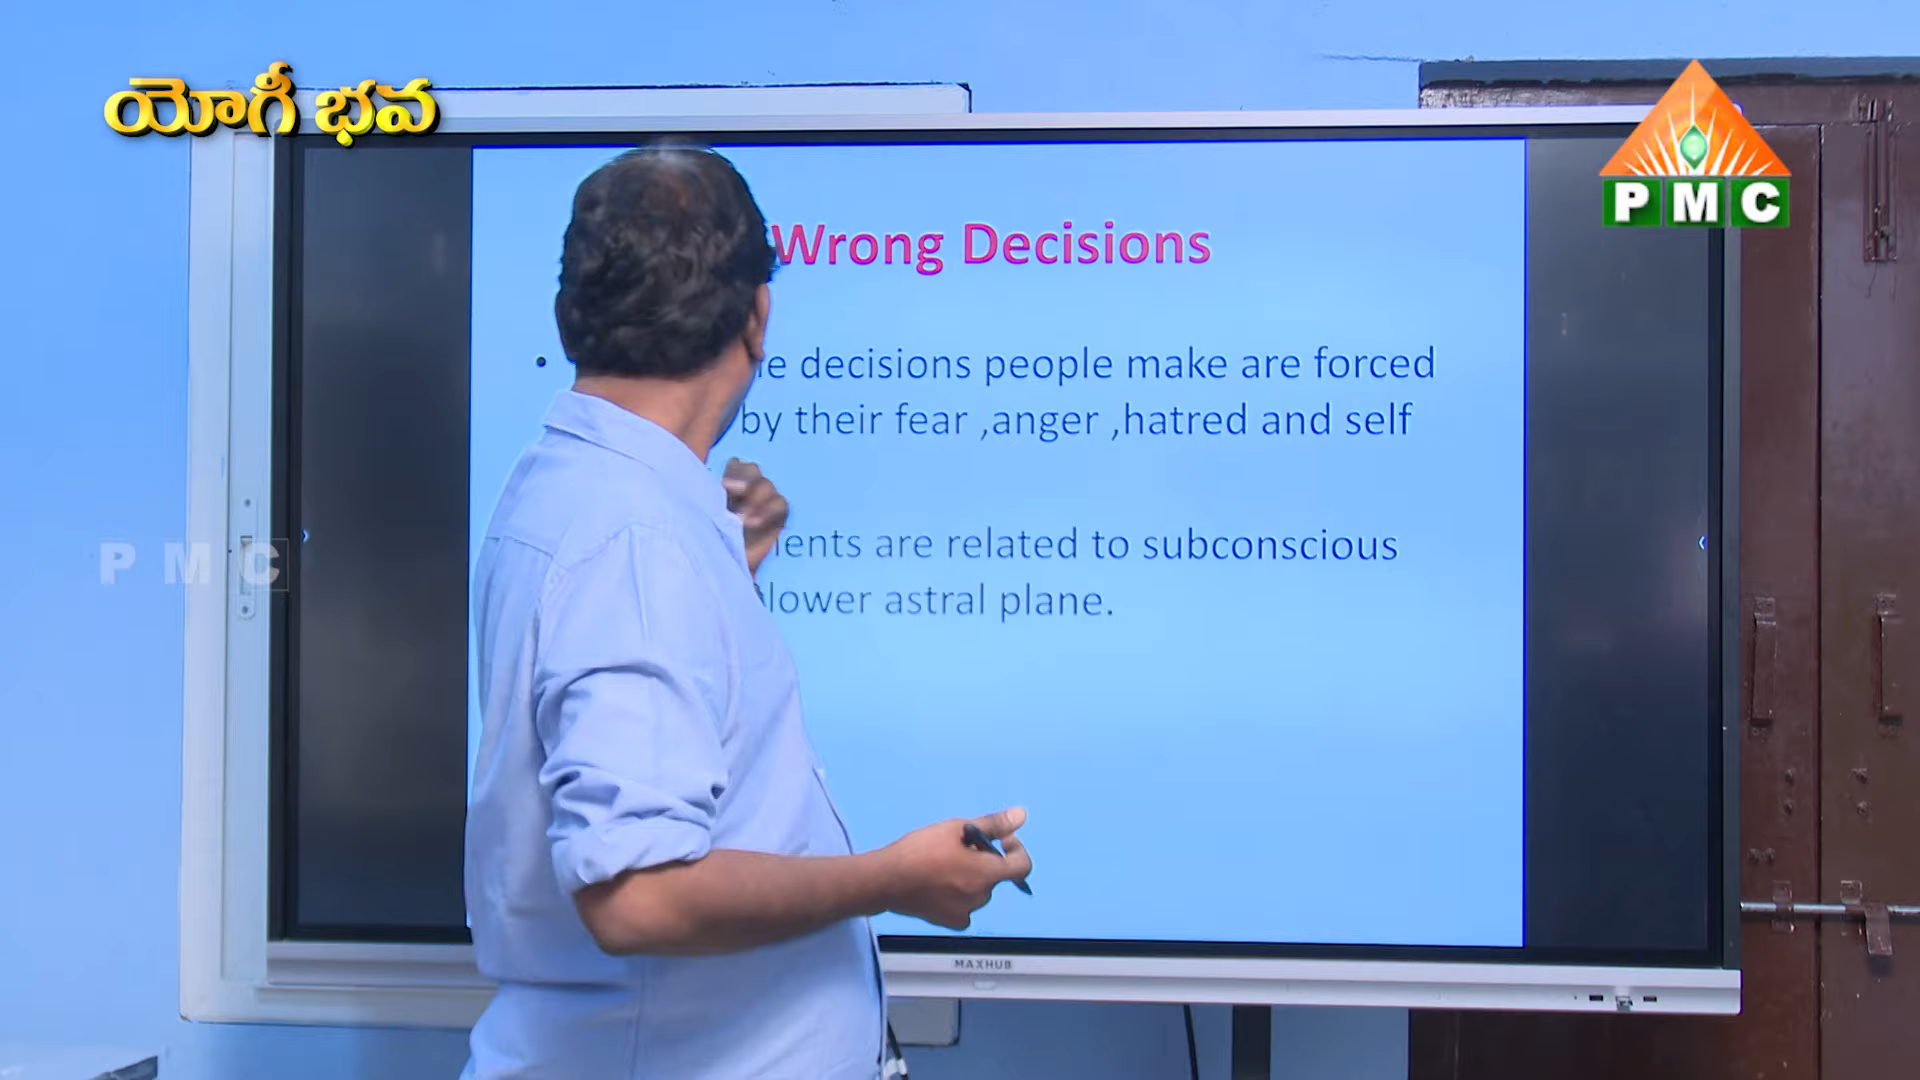 యోగీ భవ
PMC
Wrong Decisions
• decisions people make are forced
by their fear ,anger ,hatred and self
are related to subconscious
lower astral plane.
PMC
MAXHUB